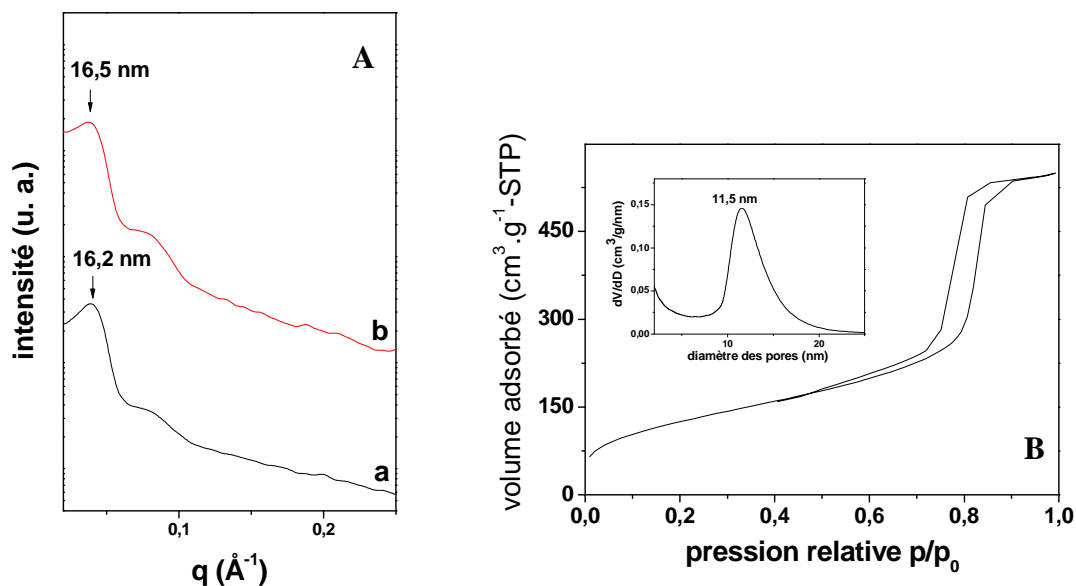 A
16,5 nm
b
16,2 nm
a
intensité (u. a.)
0,1 0,2
q (Å⁻¹)
volume adsorbé (cm³.g⁻¹-STP)
450
300
150
0
0,0 0,2 0,4 0,6 0,8 1,0
pression relative p/p₀
B
11,5 nm
dV/dD (cm³/g/nm)
0,15
0,10
0,05
0,00
10 20
diamètre des pores (nm)